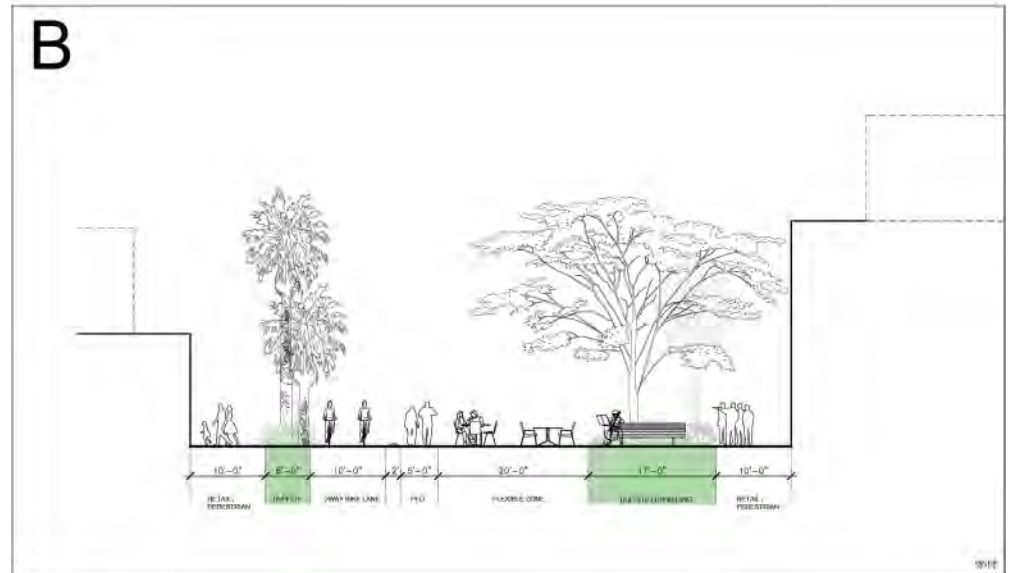 B
10'-0" 6'-0" 10'-0" 2' 5'-0" 20'-0" 17'-0" 10'-0"
RETAIL / PEDESTRIAN 2WAY BIKE LANE PED FLEXIBLE ZONE RETAIL / PEDESTRIAN